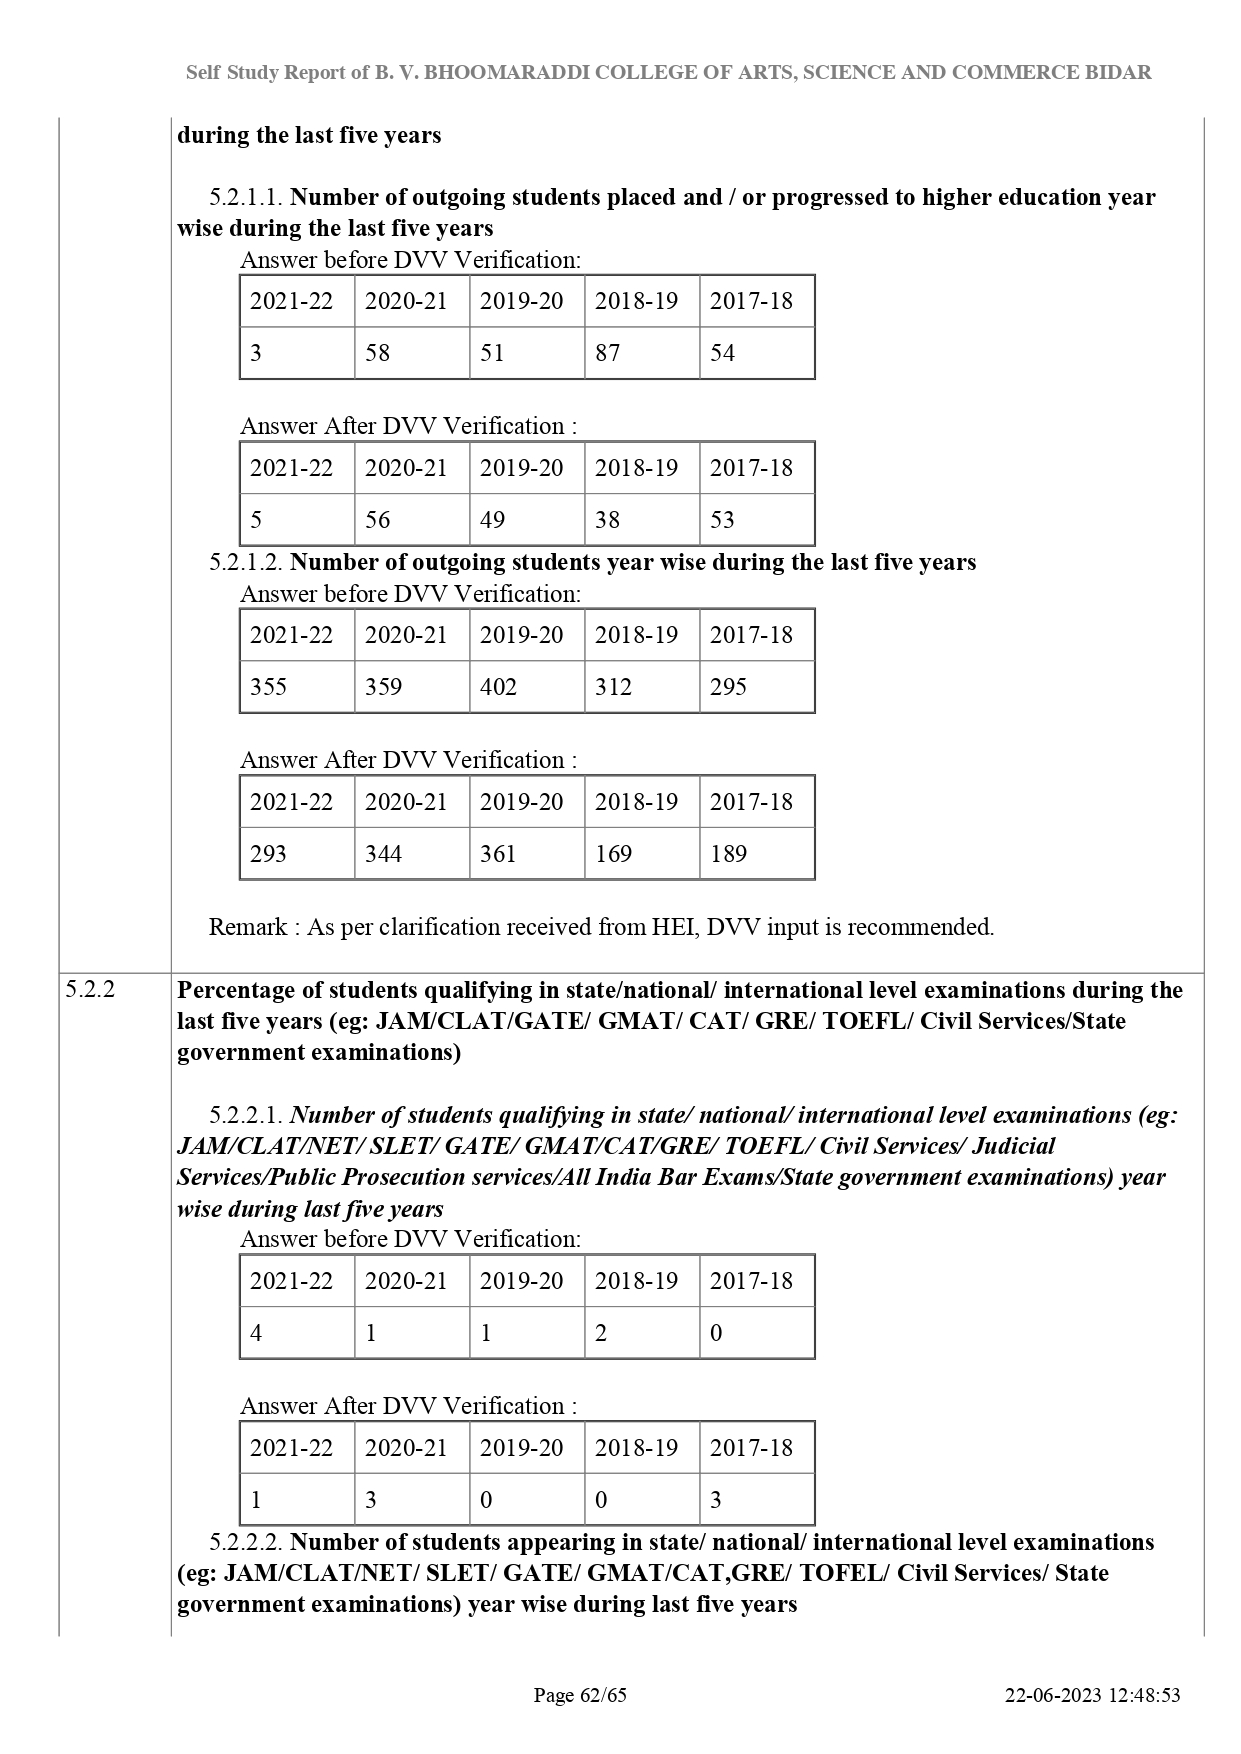 Self Study Report of B. V. BHOOMARADDI COLLEGE OF ARTS, SCIENCE AND COMMERCE BIDAR
during the last five years
5.2.1.1. Number of outgoing students placed and / or progressed to higher education year
wise during the last five years
Answer before DVV Verification:
2021-22 2020-21 2019-20 2018-19 2017-18
3 58 51 87 54
Answer After DVV Verification :
2021-22 2020-21 2019-20 2018-19 2017-18
5 56 49 38 53
5.2.1.2. Number of outgoing students year wise during the last five years
Answer before DVV Verification:
2021-22 2020-21 2019-20 2018-19 2017-18
355 359 402 312 295
Answer After DVV Verification :
2021-22 2020-21 2019-20 2018-19 2017-18
293 344 361 169 189
Remark : As per clarification received from HEI, DVV input is recommended.
5.2.2 Percentage of students qualifying in state/national/ international level examinations during the
last five years (eg: JAM/CLAT/GATE/ GMAT/ CAT/ GRE/ TOEFL/ Civil Services/State
government examinations)
5.2.2.1. Number of students qualifying in state/ national/ international level examinations (eg:
JAM/CLAT/NET/ SLET/ GATE/ GMAT/CAT/GRE/ TOEFL/ Civil Services/ Judicial
Services/Public Prosecution services/All India Bar Exams/State government examinations) year
wise during last five years
Answer before DVV Verification:
2021-22 2020-21 2019-20 2018-19 2017-18
4 1 1 2 0
Answer After DVV Verification :
2021-22 2020-21 2019-20 2018-19 2017-18
1 3 0 0 3
5.2.2.2. Number of students appearing in state/ national/ international level examinations
(eg: JAM/CLAT/NET/ SLET/ GATE/ GMAT/CAT,GRE/ TOFEL/ Civil Services/ State
government examinations) year wise during last five years
Page 62/65 22-06-2023 12:48:53